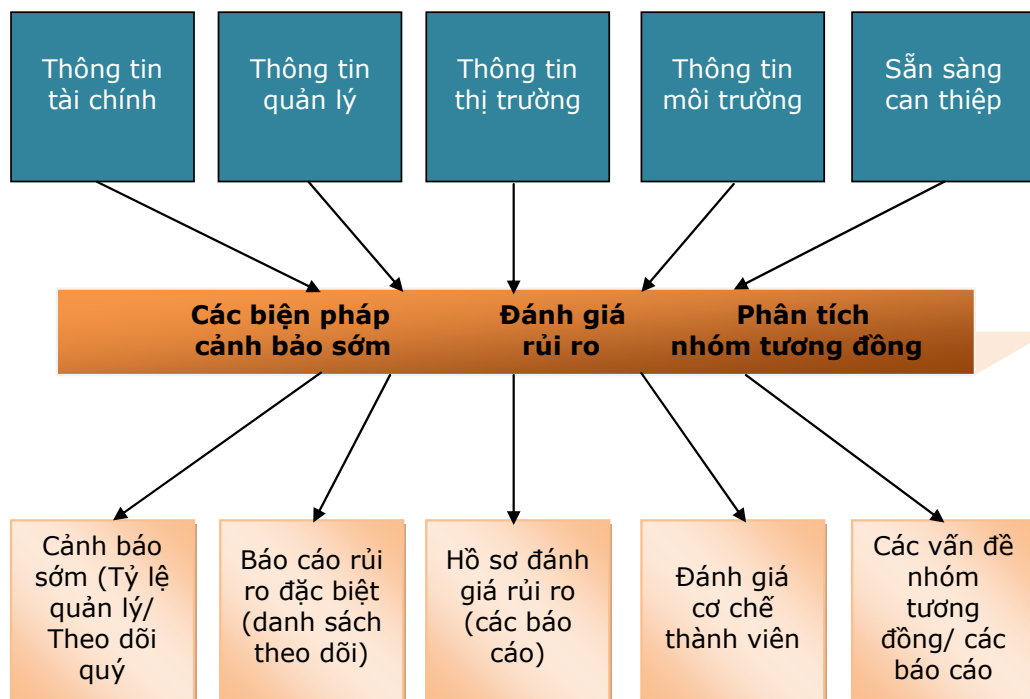 Thông tin
tài chính
Thông tin
quản lý
Thông tin
thị trường
Thông tin
môi trường
Sẵn sàng
can thiệp
Các biện pháp
cảnh bảo sớm
Đánh giá
rủi ro
Phân tích
nhóm tương đồng
Cảnh báo
sớm (Tỷ lệ
quản lý/
Theo dõi
quý
Báo cáo rủi
ro đặc biệt
(danh sách
theo dõi)
Hồ sơ đánh
giá rủi ro
(các báo
cáo)
Đánh giá
cơ chế
thành viên
Các vấn đề
nhóm
tương
đồng/ các
báo cáo